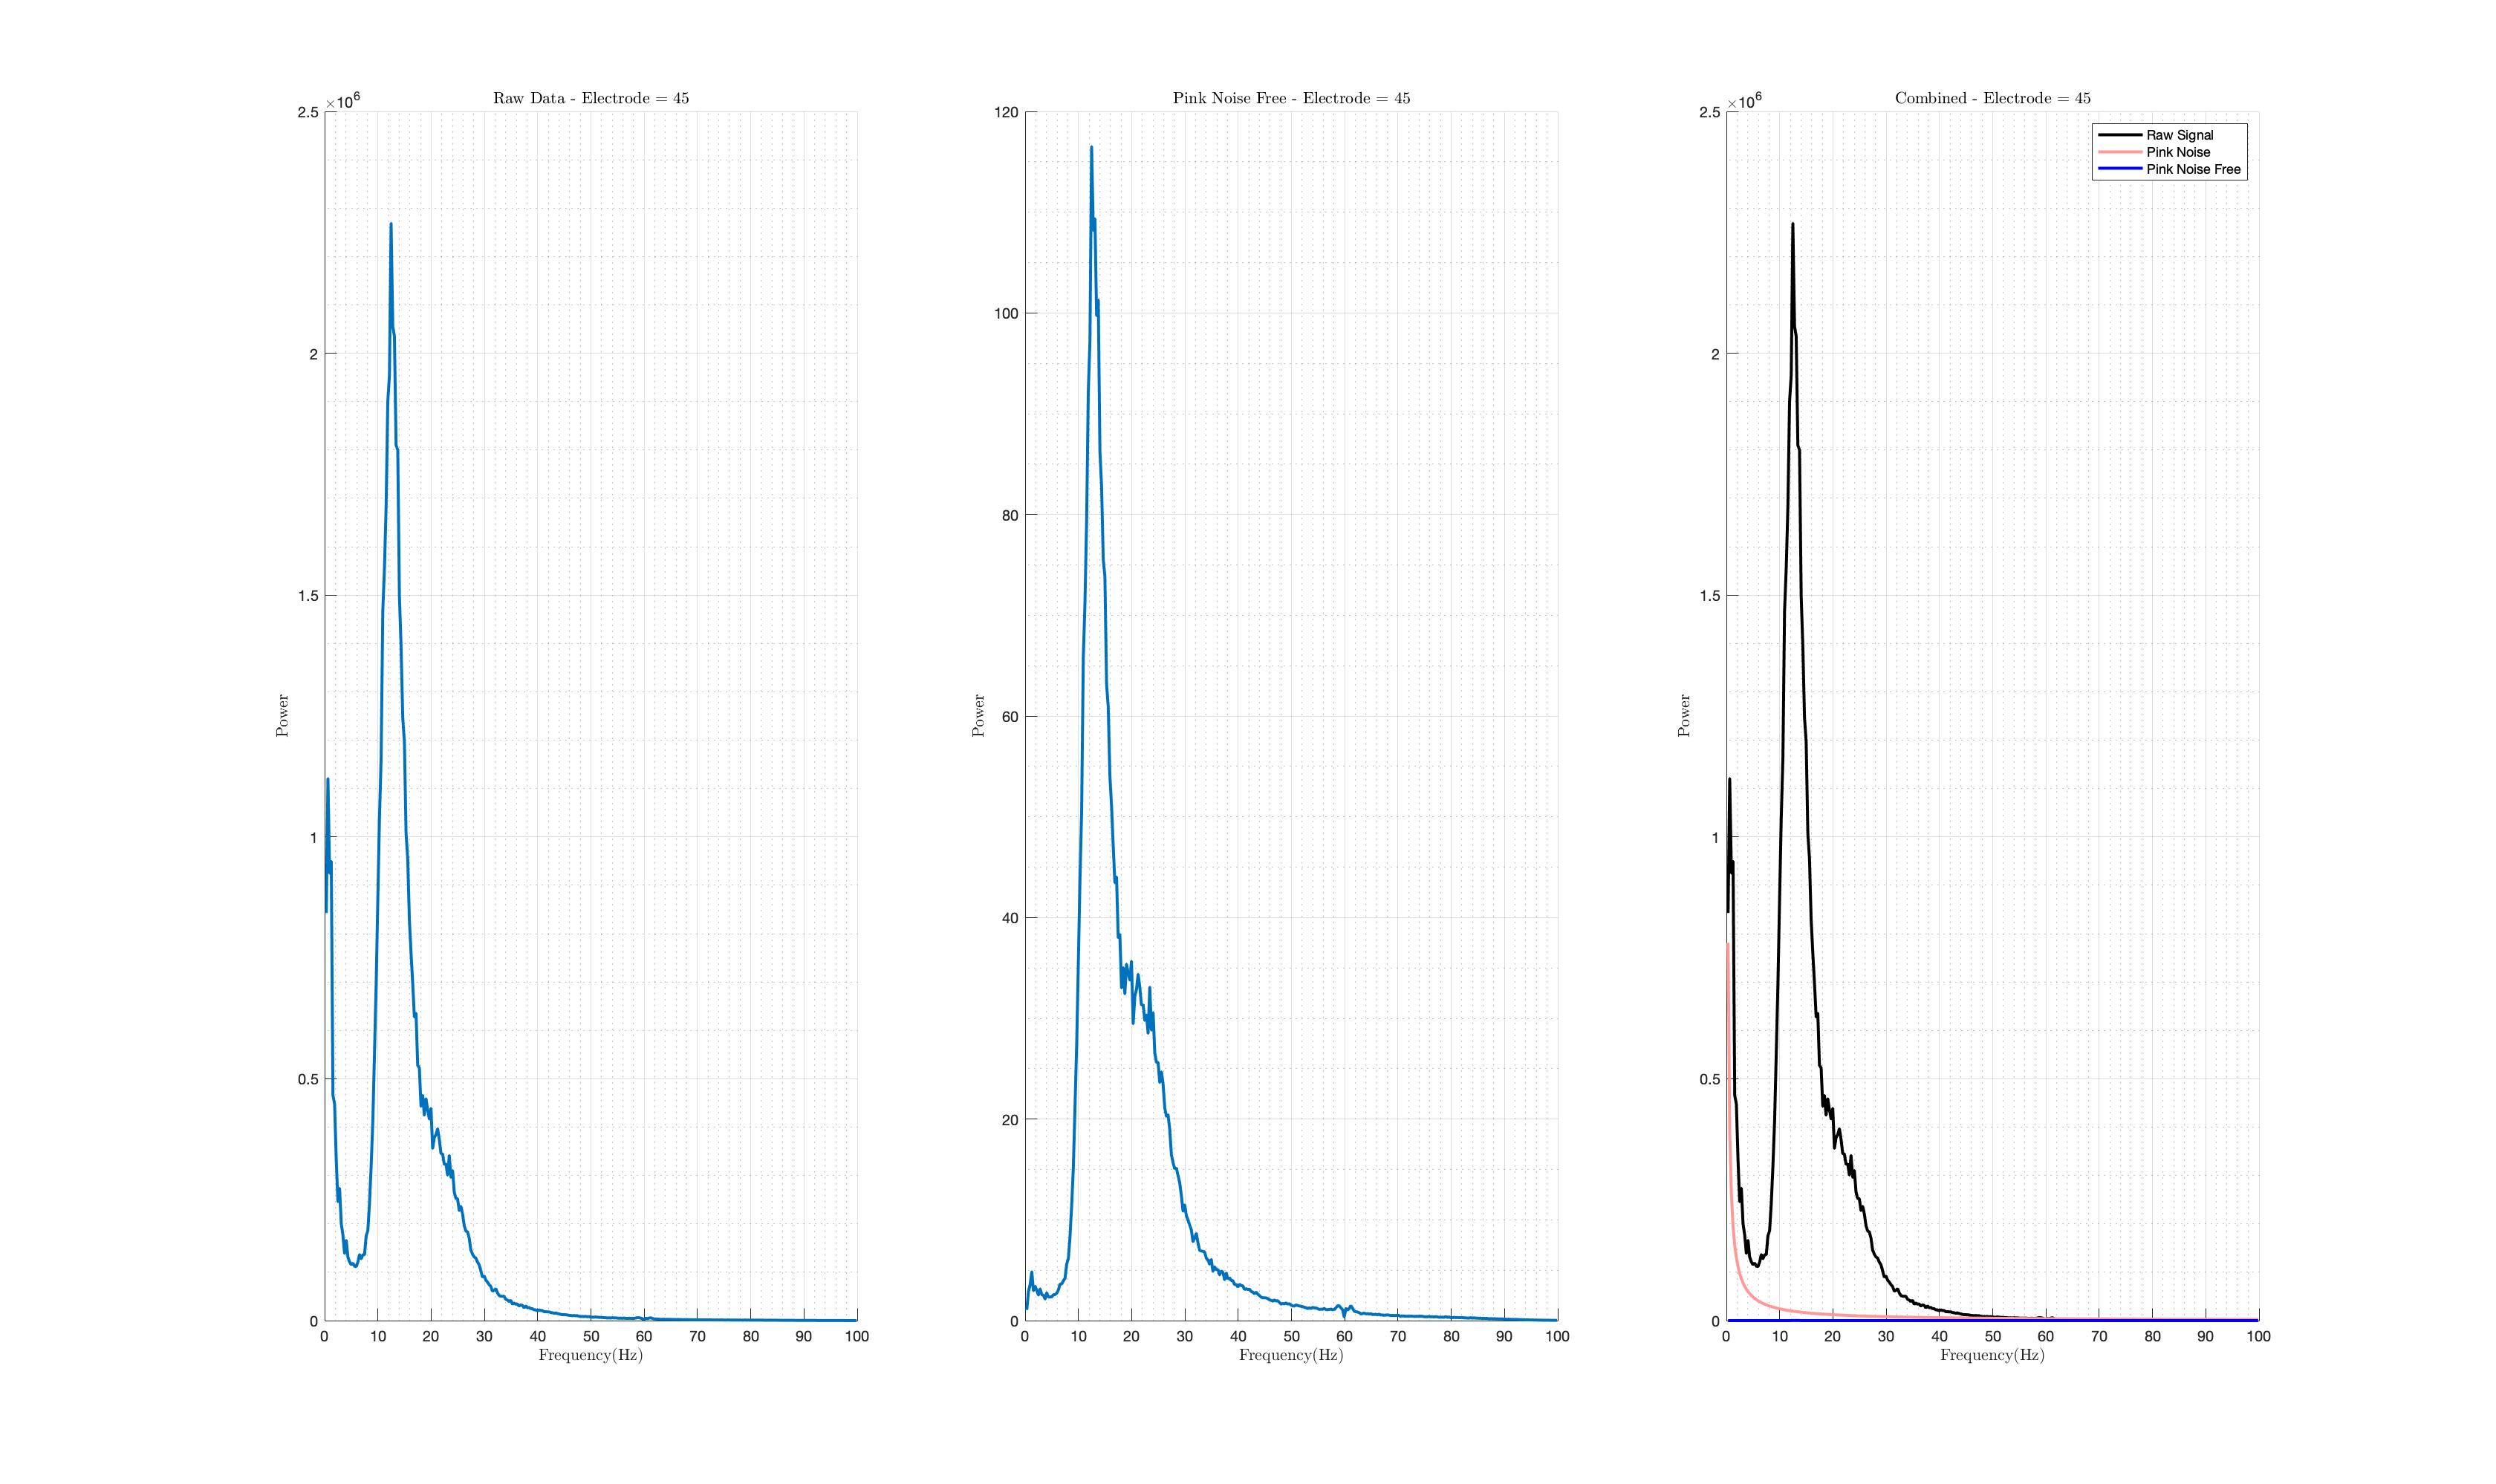 Raw Data - Electrode = 45
×10⁶
2.5
2
1.5
1
0.5
0
Power
0 10 20 30 40 50 60 70 80 90 100
Frequency(Hz)
Pink Noise Free - Electrode = 45
120
100
80
60
40
20
0
Power
0 10 20 30 40 50 60 70 80 90 100
Frequency(Hz)
Combined - Electrode = 45
×10⁶
2.5
2
1.5
1
0.5
0
Power
Raw Signal
Pink Noise
Pink Noise Free
0 10 20 30 40 50 60 70 80 90 100
Frequency(Hz)